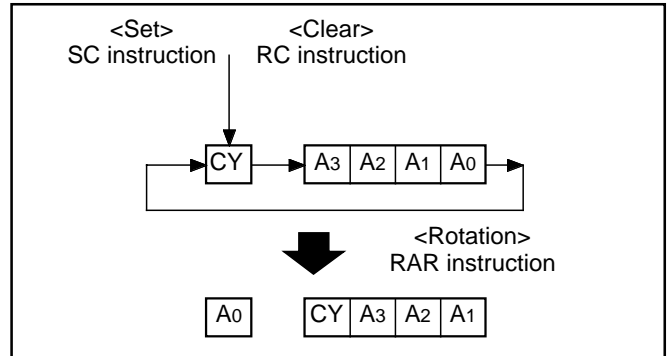 <Set> <Clear>
SC instruction RC instruction
CY A3 A2 A1 A0
<Rotation>
RAR instruction
A0 CY A3 A2 A1